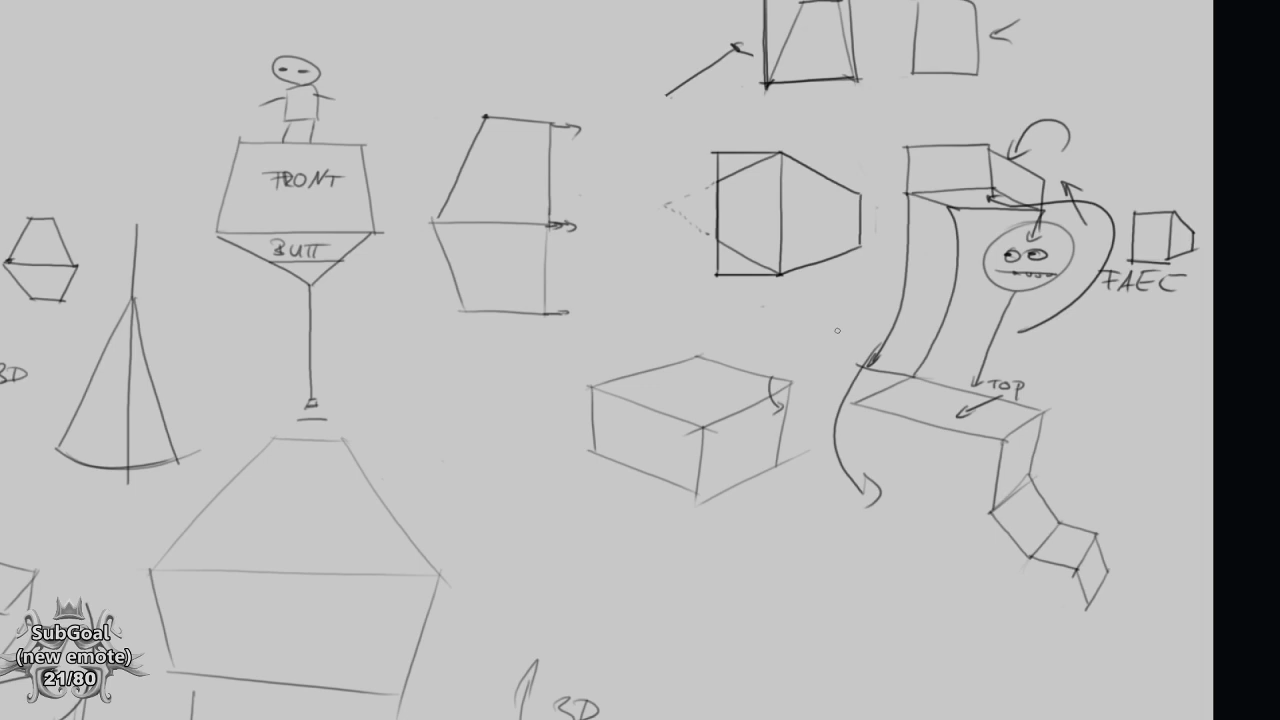 FRONT
BUTT
FAEC
3D
TOP
SubGoal
(new emote)
21/80
3D